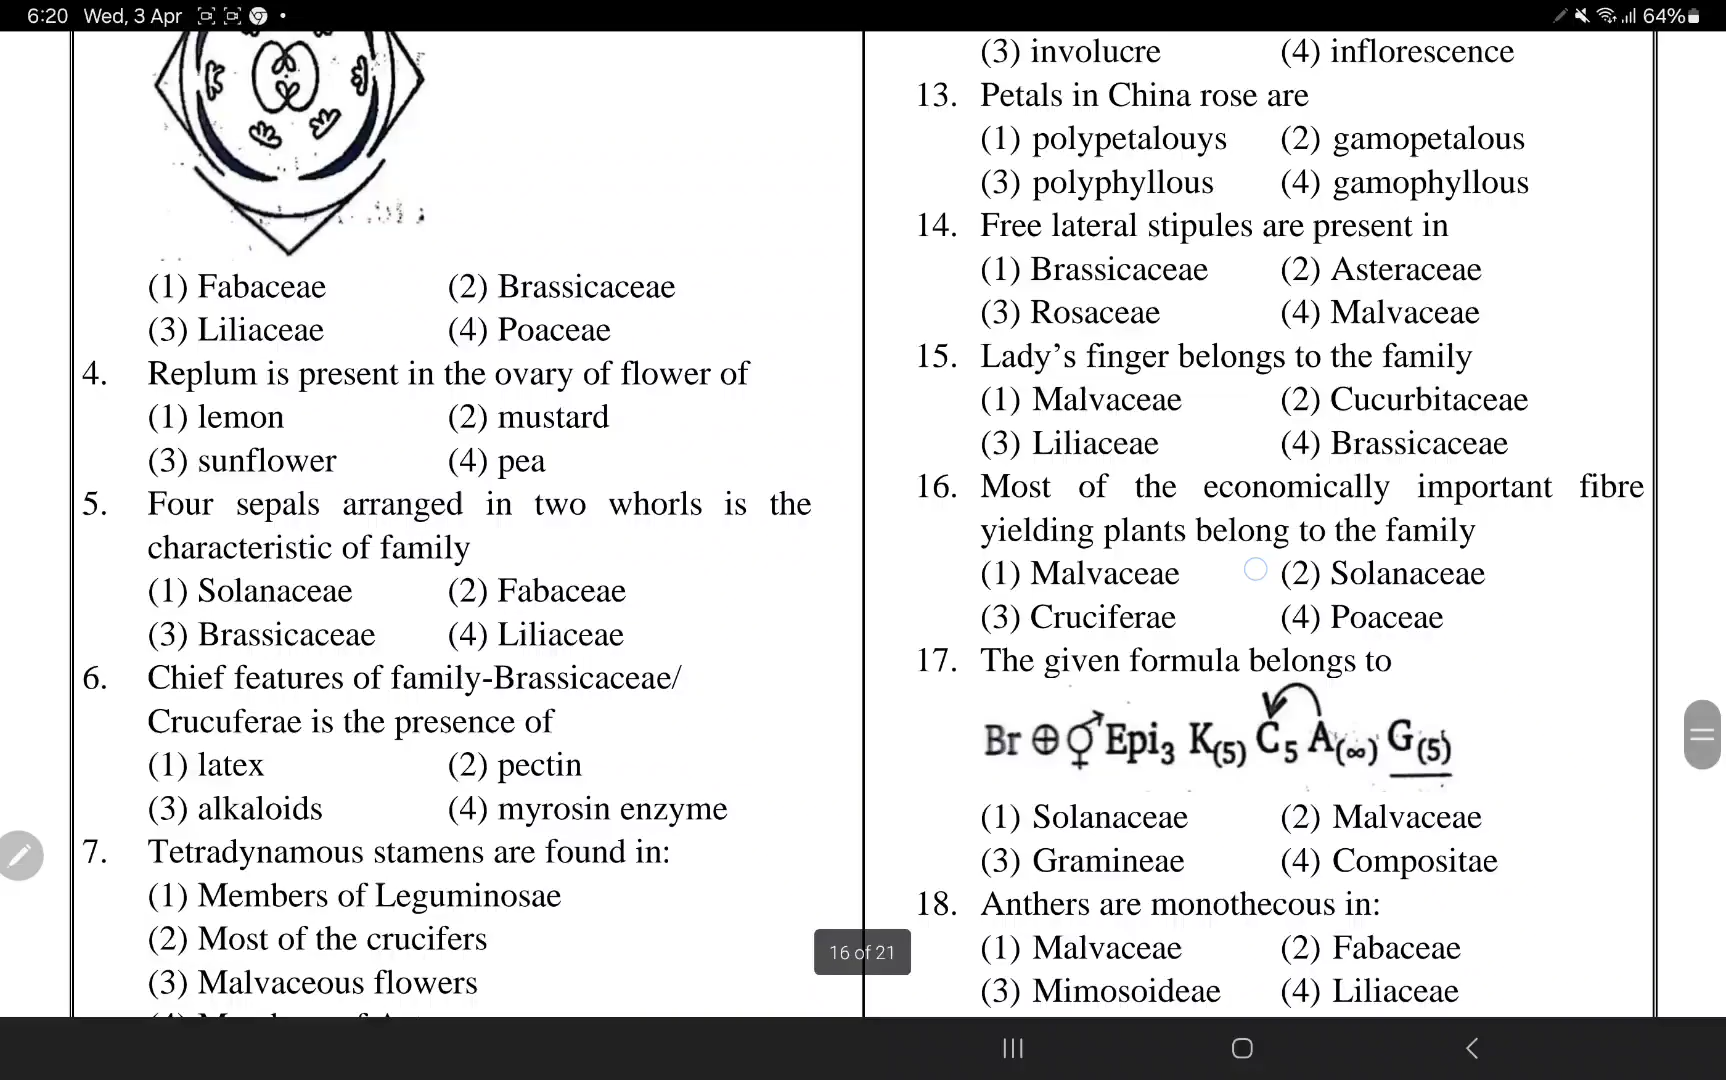 6:20 Wed, 3 Apr
64%
(1) Fabaceae (2) Brassicaceae
(3) Liliaceae (4) Poaceae
4. Replum is present in the ovary of flower of
(1) lemon (2) mustard
(3) sunflower (4) pea
5. Four sepals arranged in two whorls is the
characteristic of family
(1) Solanaceae (2) Fabaceae
(3) Brassicaceae (4) Liliaceae
6. Chief features of family-Brassicaceae/
Crucuferae is the presence of
(1) latex (2) pectin
(3) alkaloids (4) myrosin enzyme
7. Tetradynamous stamens are found in:
(1) Members of Leguminosae
(2) Most of the crucifers
(3) Malvaceous flowers
(3) involucre (4) inflorescence
13. Petals in China rose are
(1) polypetalouys (2) gamopetalous
(3) polyphyllous (4) gamophyllous
14. Free lateral stipules are present in
(1) Brassicaceae (2) Asteraceae
(3) Rosaceae (4) Malvaceae
15. Lady’s finger belongs to the family
(1) Malvaceae (2) Cucurbitaceae
(3) Liliaceae (4) Brassicaceae
16. Most of the economically important fibre
yielding plants belong to the family
(1) Malvaceae (2) Solanaceae
(3) Cruciferae (4) Poaceae
17. The given formula belongs to
Br ⊕ ⚥ Epi₃ K₍₅₎ C₅ A₍∞₎ G₍₅₎
(1) Solanaceae (2) Malvaceae
(3) Gramineae (4) Compositae
18. Anthers are monothecous in:
(1) Malvaceae (2) Fabaceae
(3) Mimosoideae (4) Liliaceae
16 of 21